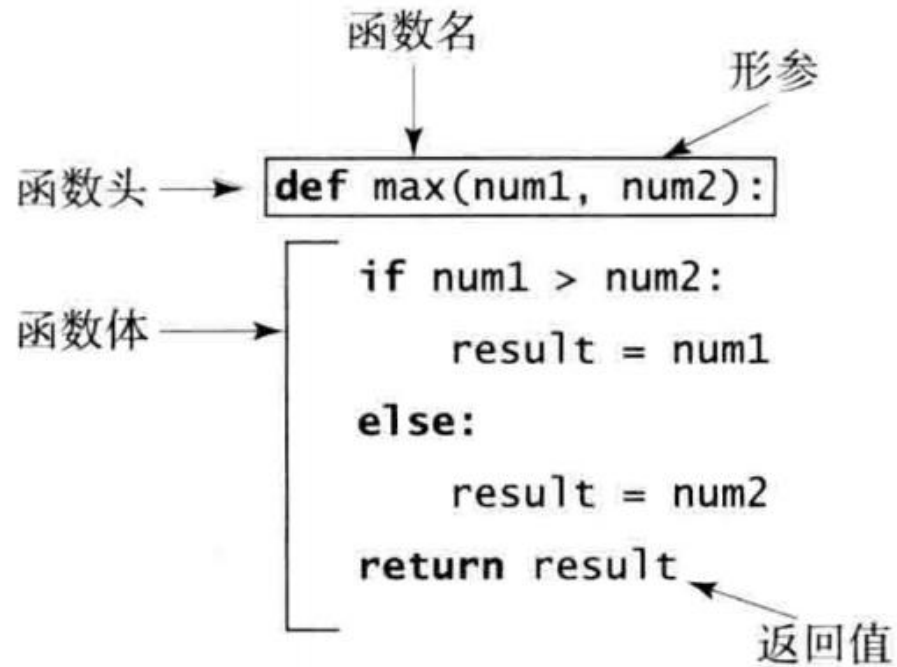 函数名
形参
函数头
def max(num1, num2):
if num1 > num2:
函数体
result = num1
else:
result = num2
return result
返回值